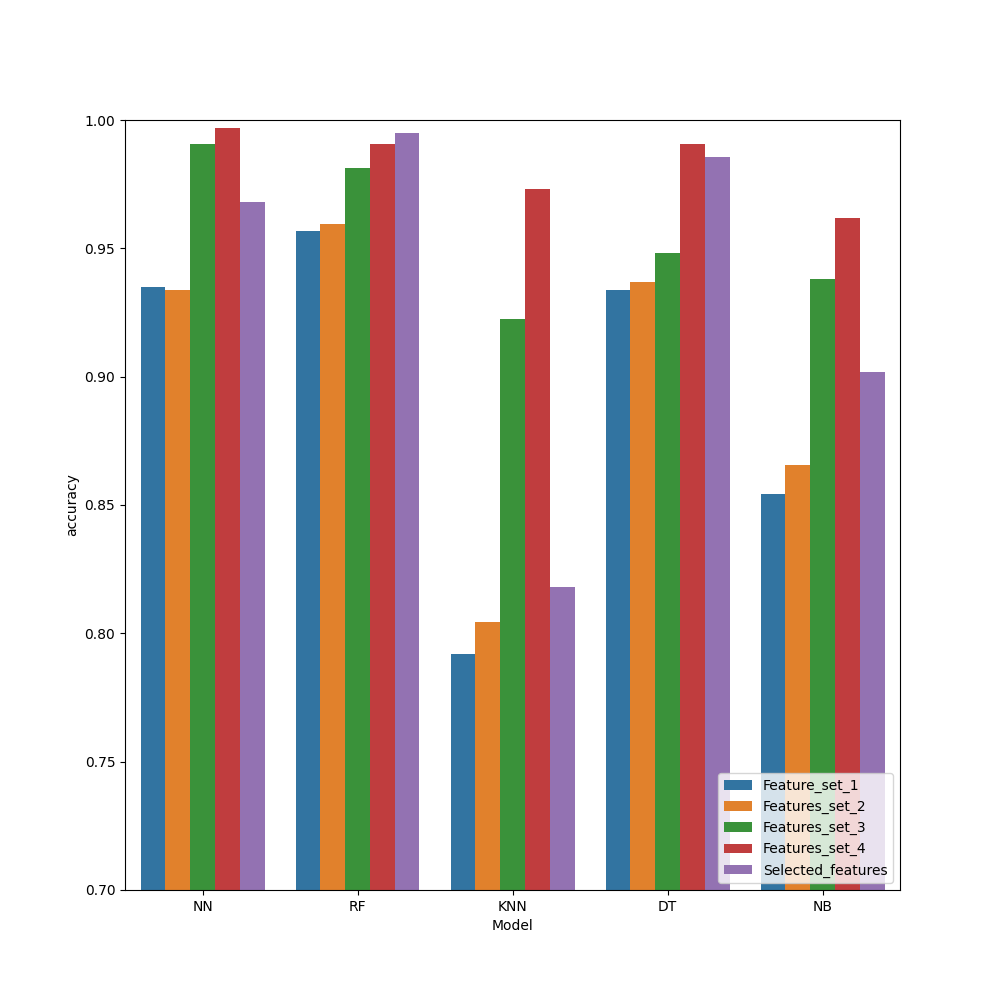 1.00
0.95
0.90
0.85
0.80
0.75
0.70
accuracy
Feature_set_1
Features_set_2
Features_set_3
Features_set_4
Selected_features
NN RF KNN DT NB
Model